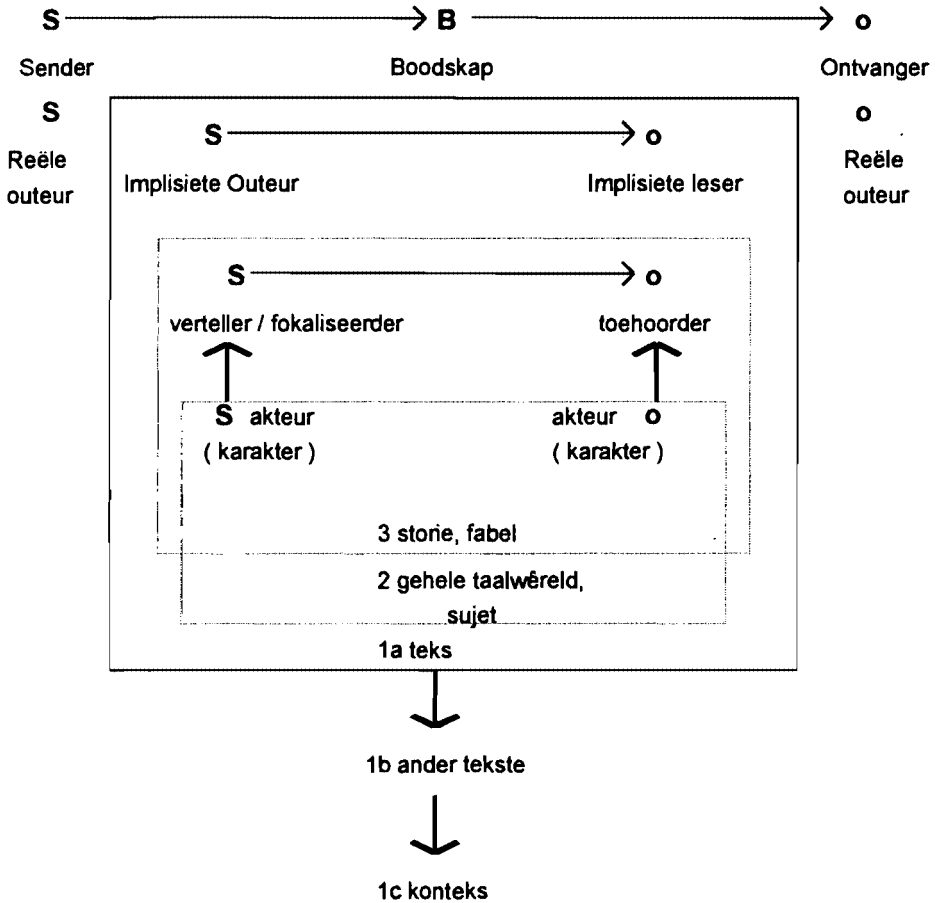 S B o
Sender Boodskap Ontvanger
S o
S o
Reële Reële
outeur outeur
Implisiete Outeur Implisiete leser
S o
verteller / fokaliseerder toehoorder
S akteur akteur o
( karakter ) ( karakter )
3 storie, fabel
2 gehele taalwêreld,
sujet
1a teks
1b ander tekste
1c konteks